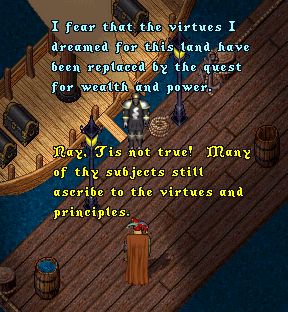 I fear that the virtues I
dreamed for this land have
been replaced by the quest
for wealth and power.
Nay, 'Tis not true! Many
of thy subjects still
ascribe to the virtues and
principles.